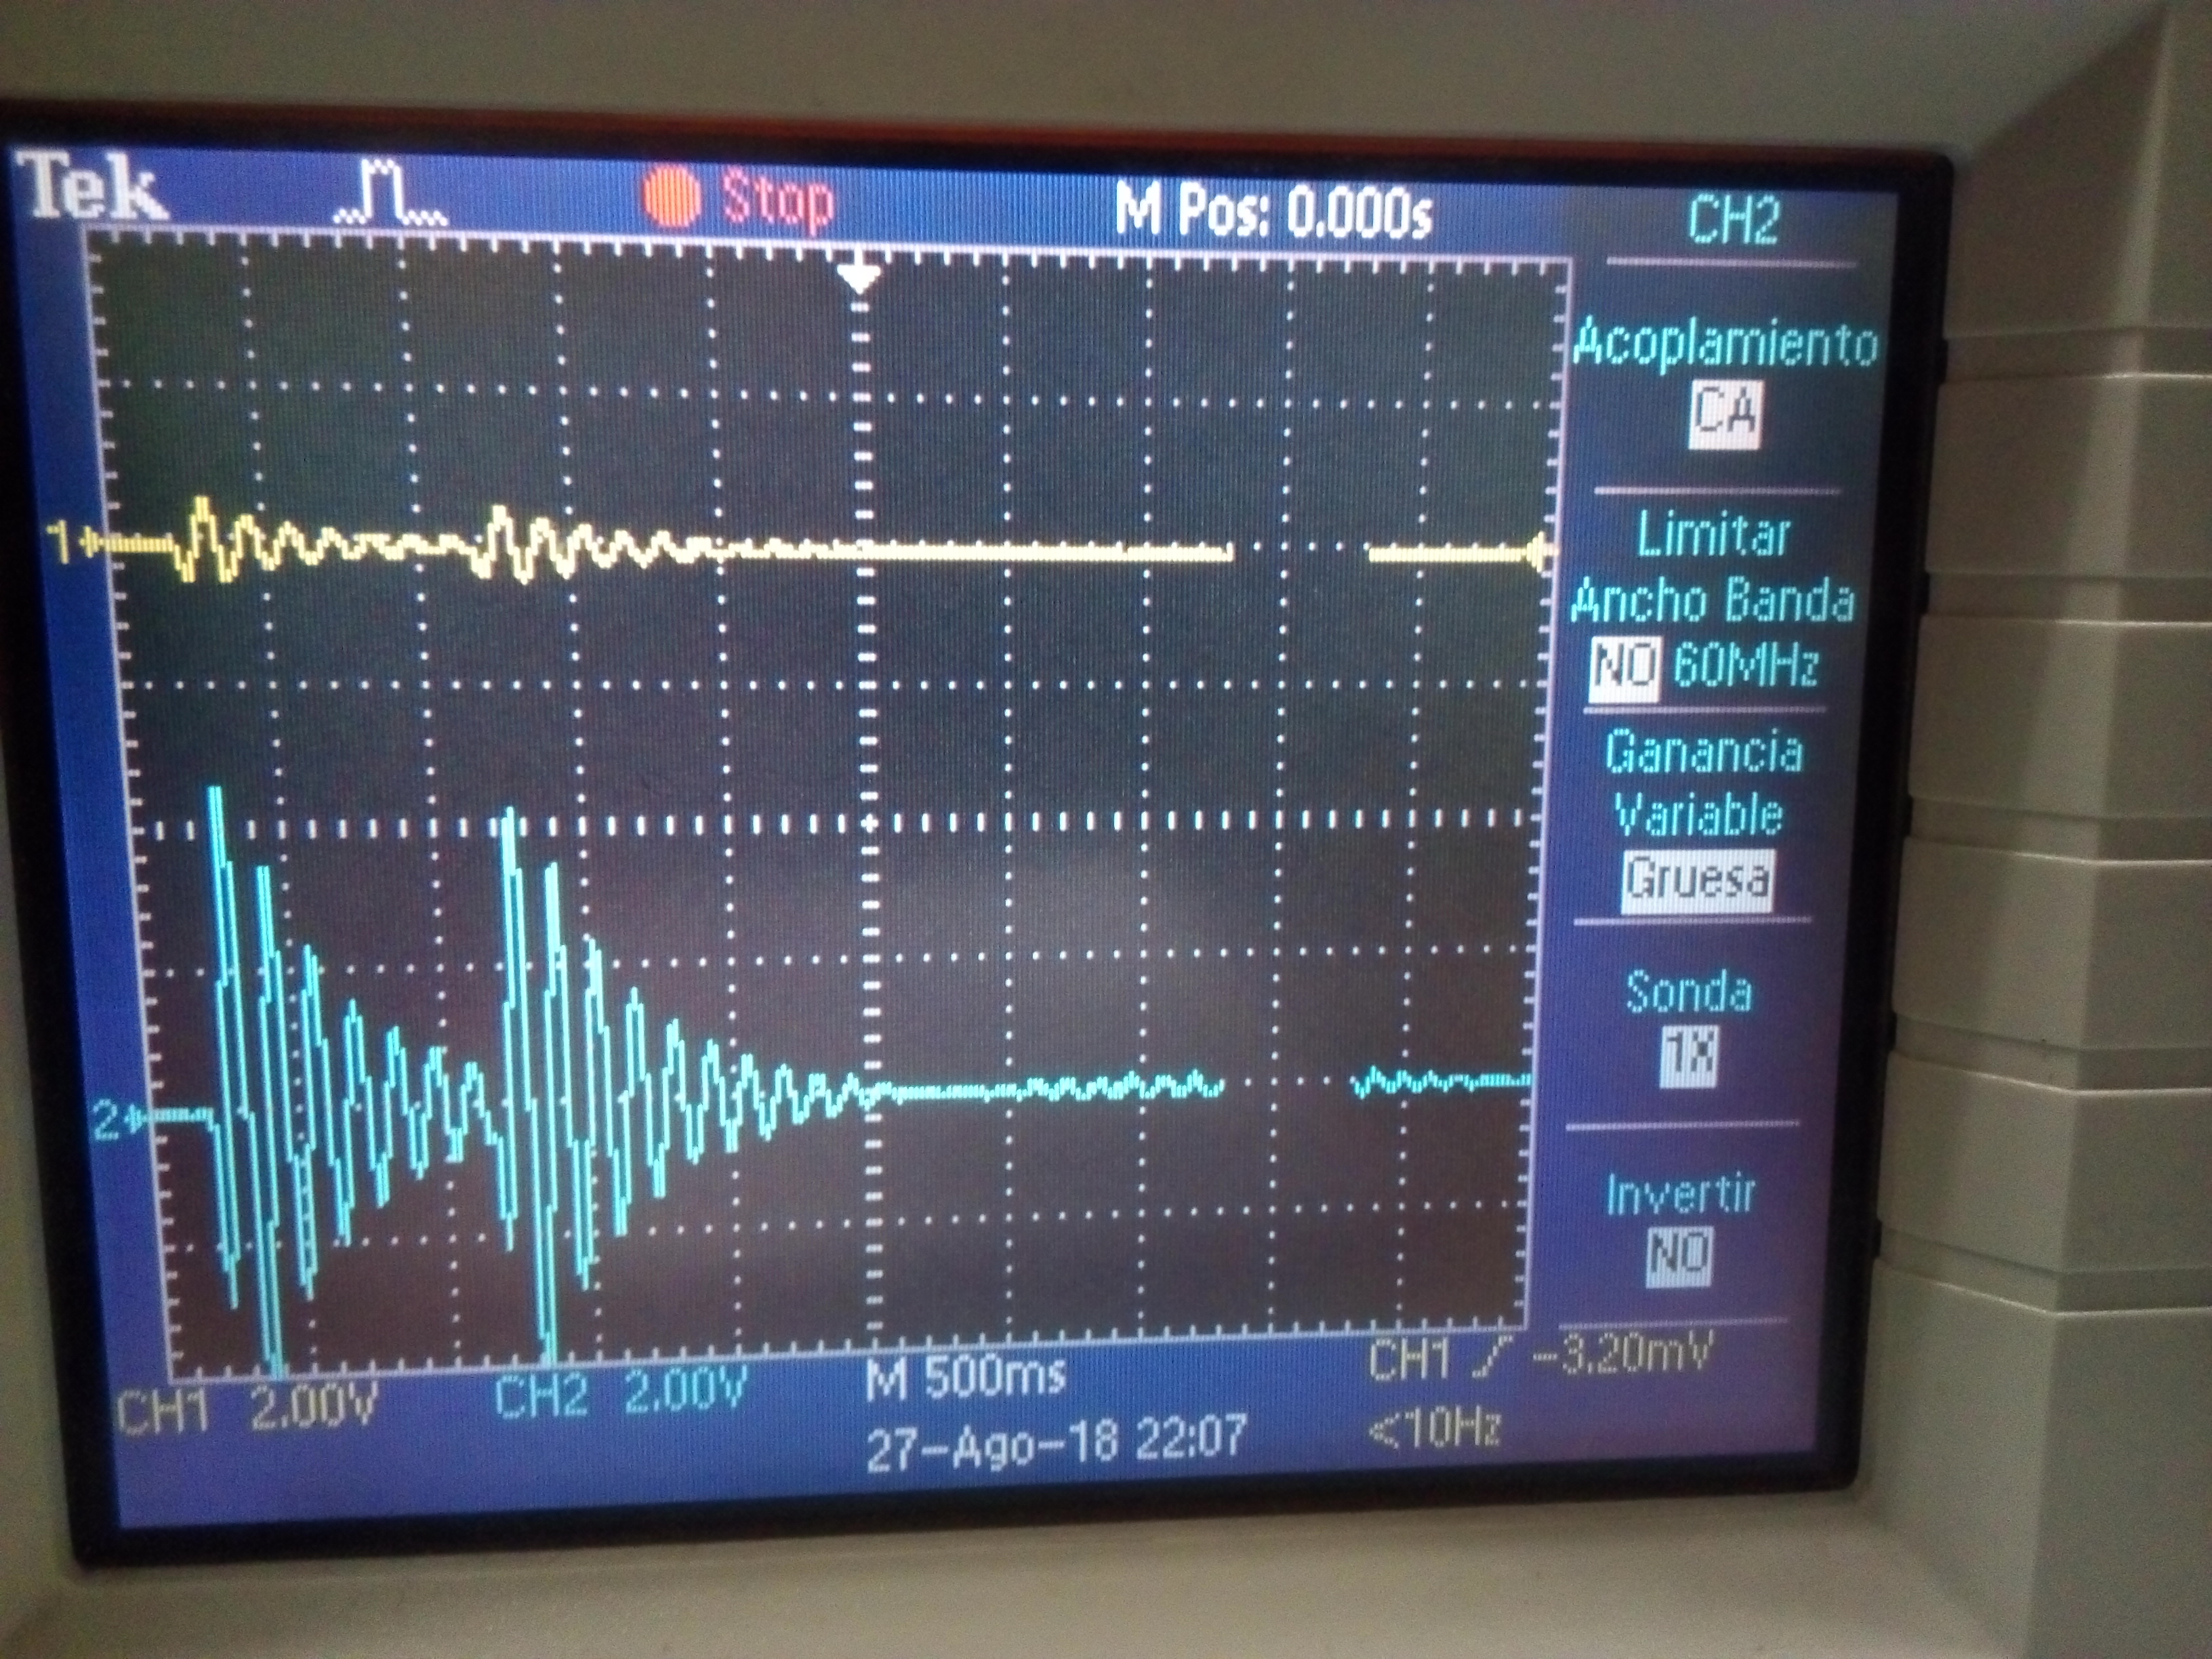 Tek Stop M Pos: 0.000s CH2
Acoplamiento
CA
1
Limitar
Ancho Banda
NO 60MHz
Ganancia
Variable
Gruesa
Sonda
1X
2
Invertir
NO
CH1 2.00V CH2 2.00V M 500ms CH1 -3.20mV
27-Ago-18 22:07 <10Hz